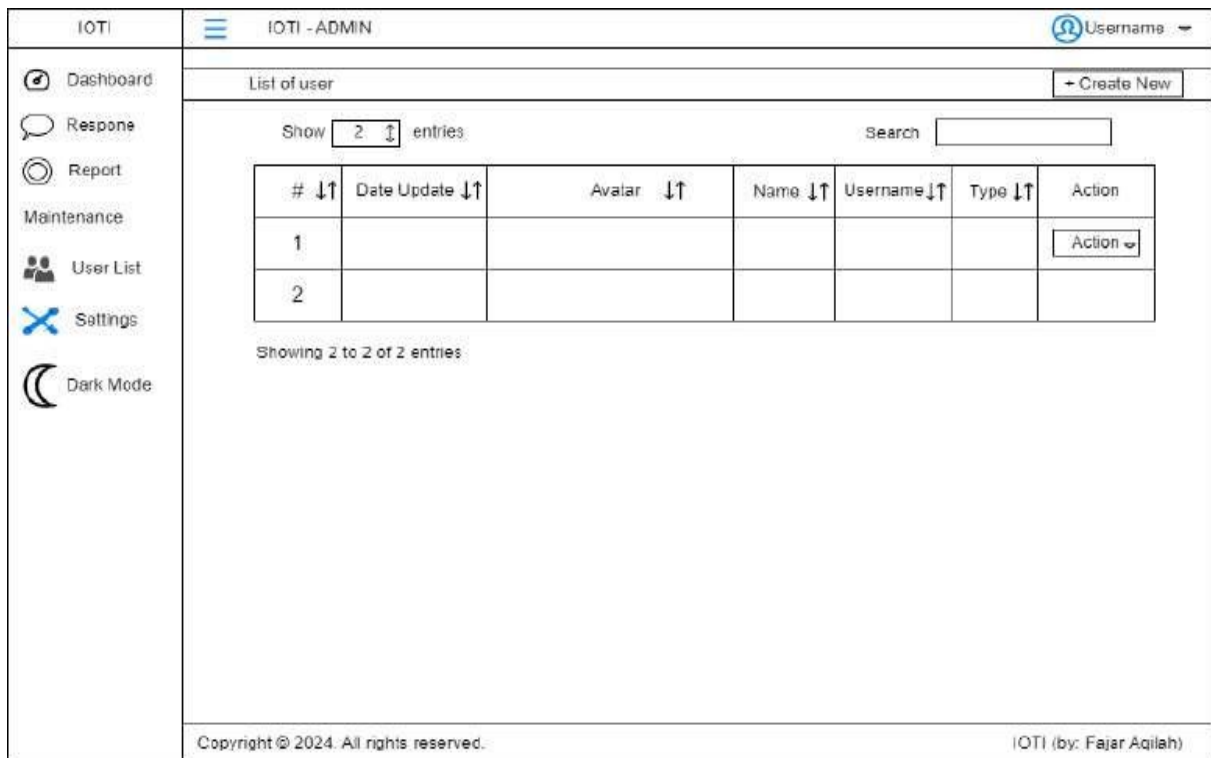 IOTI
IOTI - ADMIN
Username
Dashboard
Respone
Report
Maintenance
User List
Settings
Dark Mode
List of user
+ Create New
Show 2 entries
Search
# Date Update Avatar Name Username Type Action
1 Action
2
Showing 2 to 2 of 2 entries
Copyright © 2024. All rights reserved.
IOTI (by: Fajar Aqilah)